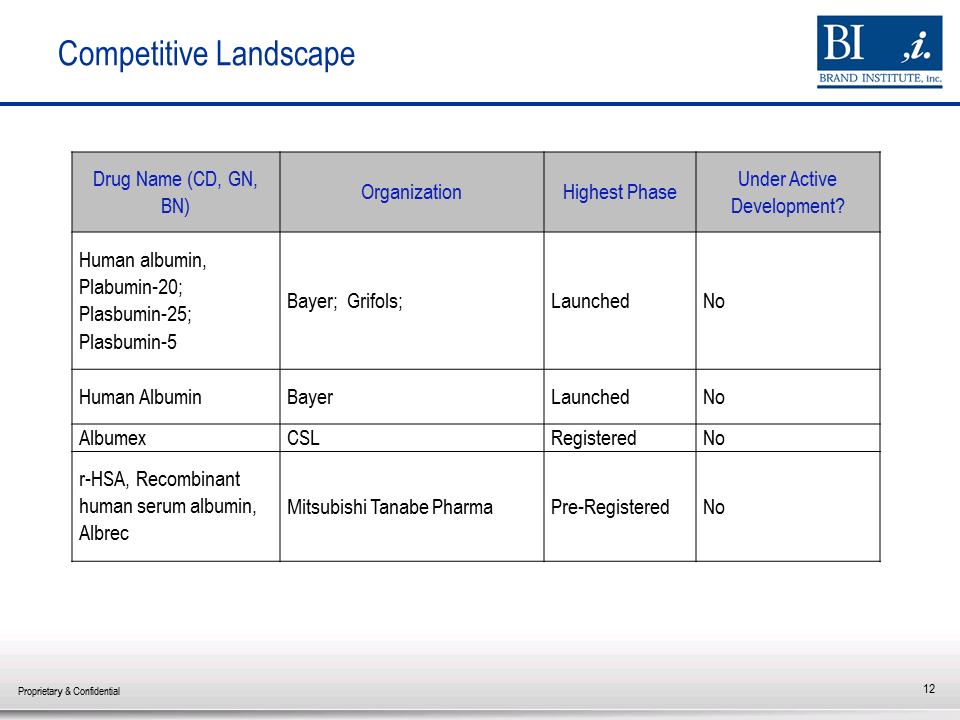 Competitive Landscape
BI ,i.
BRAND INSTITUTE, inc.
Drug Name (CD, GN,
BN)
Organization
Highest Phase
Under Active
Development?
Human albumin,
Plabumin-20;
Plasbumin-25;
Plasbumin-5
Bayer; Grifols;
Launched
No
Human Albumin
Bayer
Launched
No
Albumex
CSL
Registered
No
r-HSA, Recombinant
human serum albumin,
Albrec
Mitsubishi Tanabe Pharma
Pre-Registered
No
Proprietary & Confidential
12